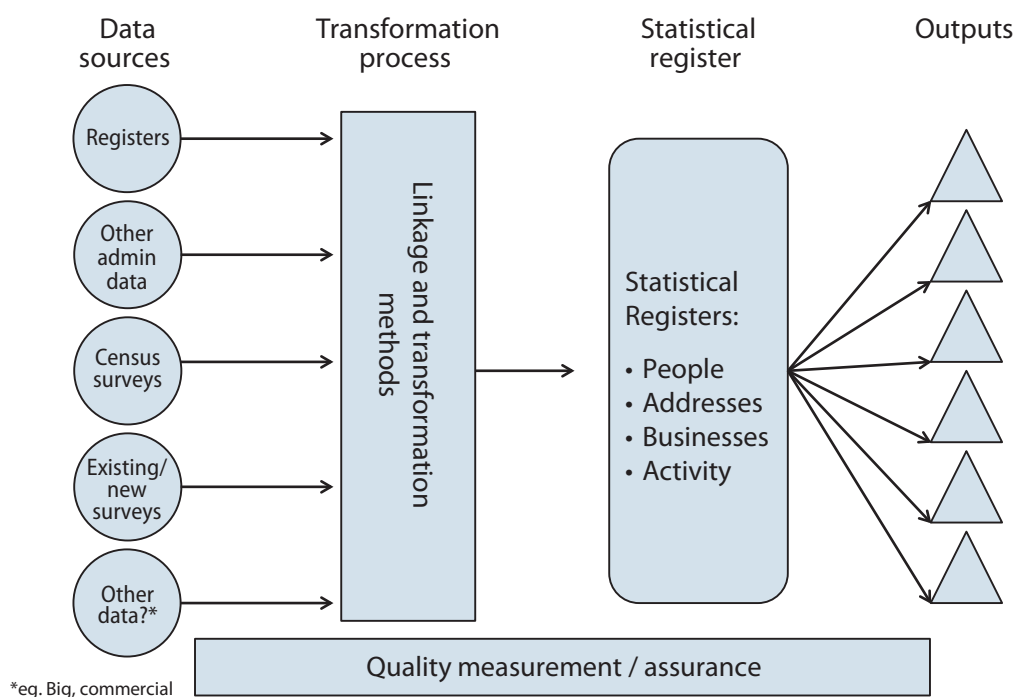 Data
sources
Transformation
process
Statistical
register
Outputs
Registers
Other
admin
data
Census
surveys
Existing/
new
surveys
Other
data?*
Linkage and transformation
methods
Statistical
Registers:
• People
• Addresses
• Businesses
• Activity
Quality measurement / assurance
*eg. Big, commercial